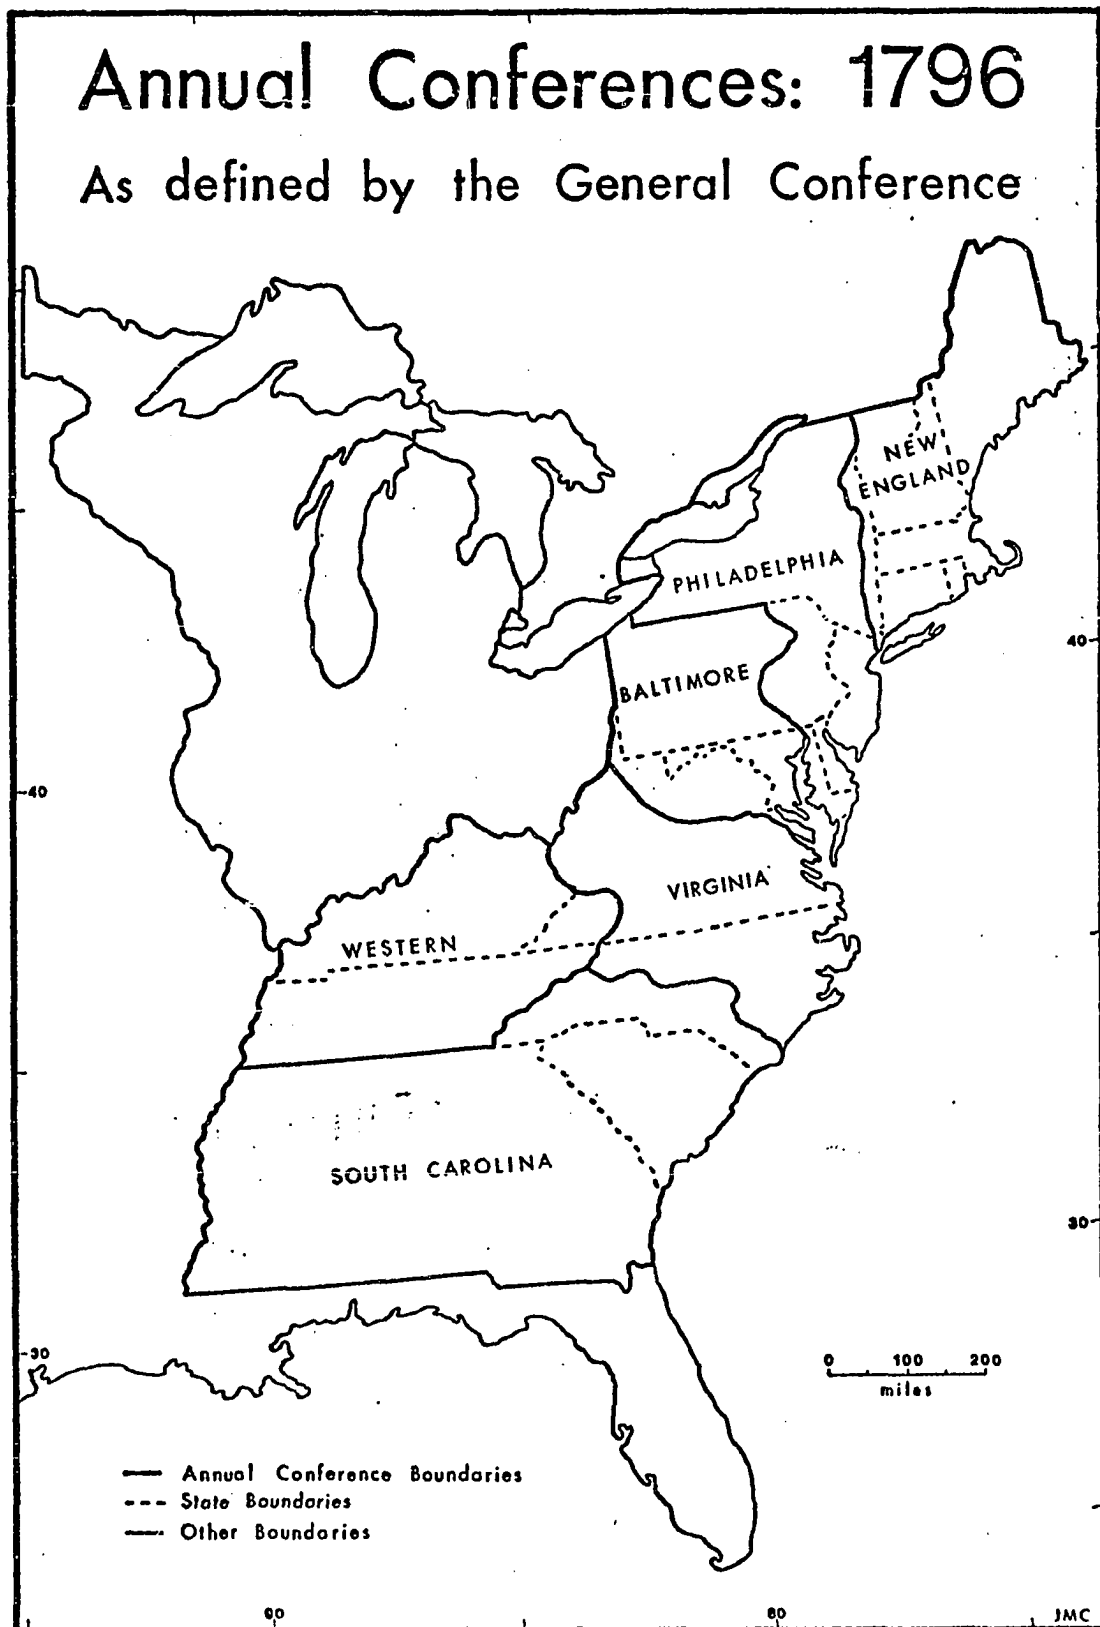 Annual Conferences: 1796
As defined by the General Conference
NEW
ENGLAND
PHILADELPHIA
40
BALTIMORE
40
VIRGINIA
WESTERN
SOUTH CAROLINA
30
30
0 100 200
miles
Annual Conference Boundaries
State Boundaries
Other Boundaries
90 80 JMC